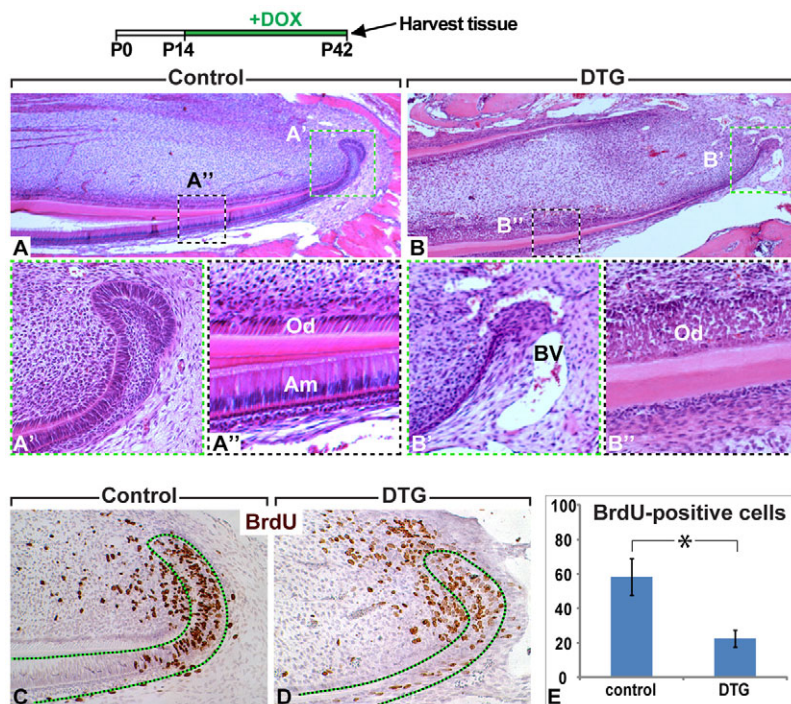 +DOX
P0 P14 P42 Harvest tissue
Control DTG
A' B'
A'' B''
A B
Od
Am
BV
Od
A' A'' B' B''
Control DTG
BrdU
C D
BrdU-positive cells
*
100
80
60
40
20
0
control DTG
E